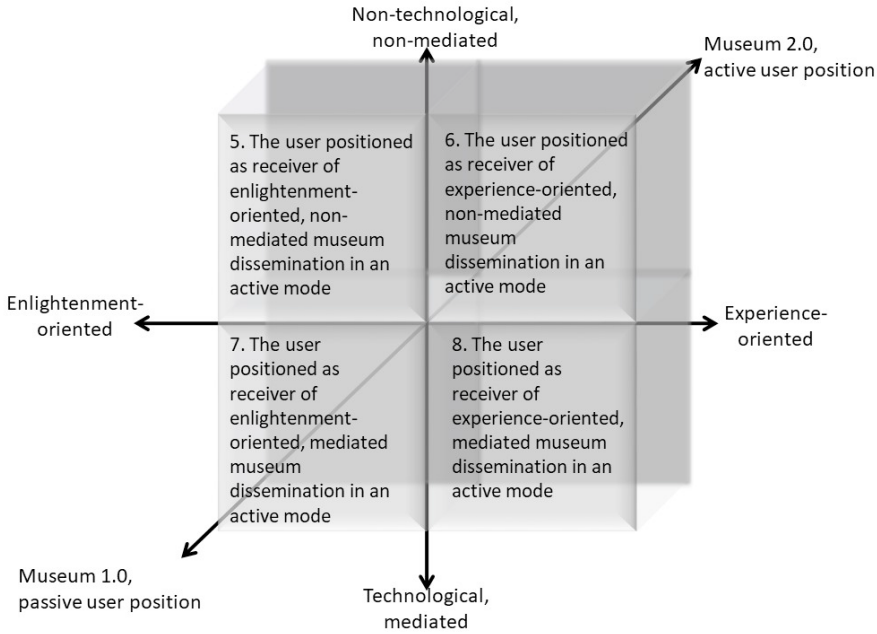 Non-technological,
non-mediated
Museum 2.0,
active user position
5. The user positioned
as receiver of
enlightenment-
oriented, non-
mediated museum
dissemination in an
active mode
6. The user positioned
as receiver of
experience-oriented,
non-mediated
museum
dissemination in an
active mode
Enlightenment-
oriented
Experience-
oriented
7. The user
positioned as
receiver of
enlightenment-
oriented, mediated
museum
dissemination in an
active mode
8. The user
positioned as
receiver of
experience-oriented,
mediated museum
dissemination in an
active mode
Museum 1.0,
passive user position
Technological,
mediated